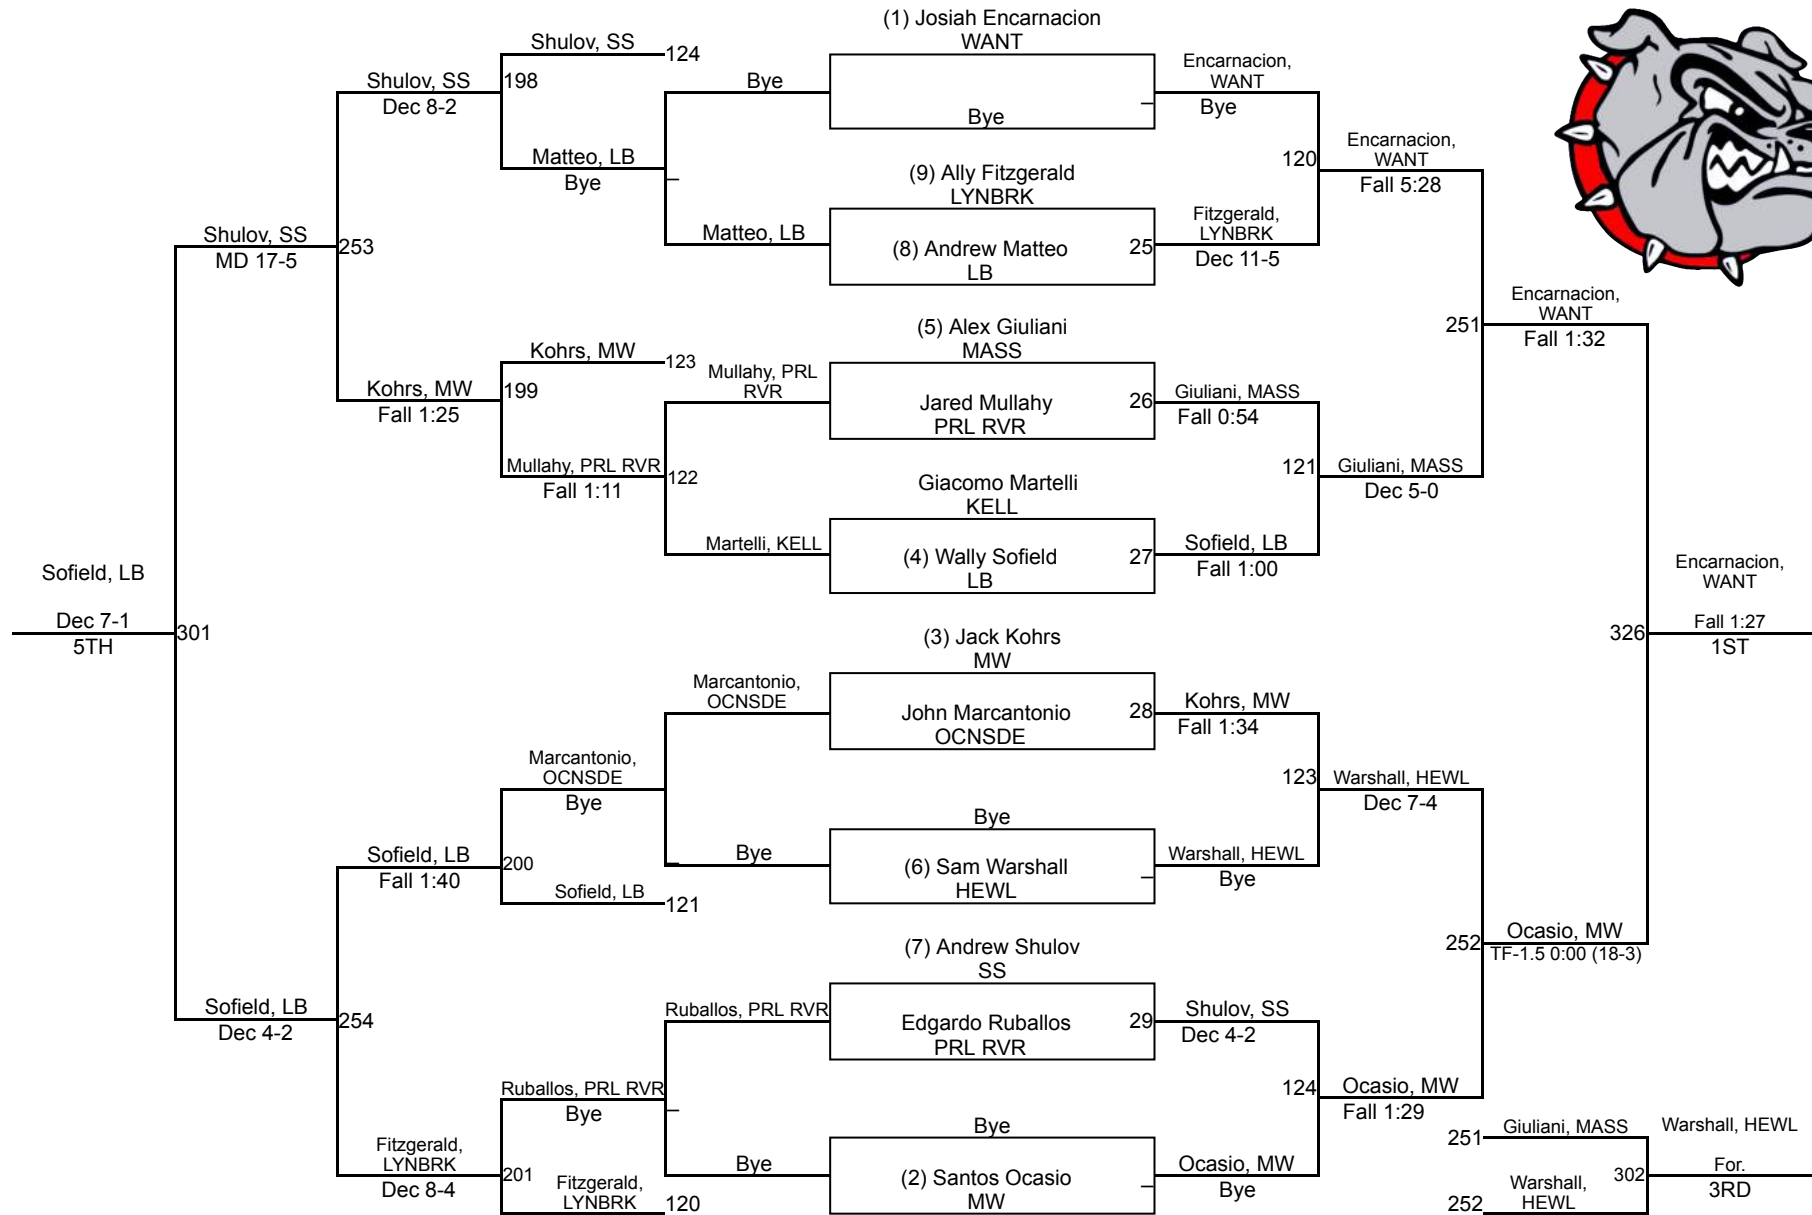 (1) Josiah Encarnacion
WANT
Bye
(9) Ally Fitzgerald
LYNBRK
(8) Andrew Matteo
LB
25
(5) Alex Giuliani
MASS
Jared Mullahy
PRL RVR
26
Giacomo Martelli
KELL
(4) Wally Sofield
LB
27
(3) Jack Kohrs
MW
John Marcantonio
OCNSDE
28
Bye
(6) Sam Warshall
HEWL
(7) Andrew Shulov
SS
Edgardo Ruballos
PRL RVR
29
Bye
(2) Santos Ocasio
MW
Encarnacion,
WANT
Bye
Fitzgerald,
LYNBRK
Dec 11-5
Giuliani, MASS
Fall 0:54
Sofield, LB
Fall 1:00
Kohrs, MW
Fall 1:34
Warshall, HEWL
Bye
Shulov, SS
Dec 4-2
Ocasio, MW
Bye
120
Encarnacion,
WANT
Fall 5:28
121
Giuliani, MASS
Dec 5-0
123
Warshall, HEWL
Dec 7-4
124
Ocasio, MW
Fall 1:29
251
Encarnacion,
WANT
Fall 1:32
252
Ocasio, MW
TF-1.5 0:00 (18-3)
326
Encarnacion,
WANT
Fall 1:27
1ST
251
Giuliani, MASS
252
Warshall,
HEWL
302
Warshall, HEWL
For.
3RD
Bye
Matteo, LB
Mullahy, PRL
RVR
Martelli, KELL
Marcantonio,
OCNSDE
Bye
Ruballos, PRL RVR
Bye
Shulov, SS
124
Matteo, LB
Bye
Kohrs, MW
123
Mullahy, PRL RVR
Fall 1:11
122
Marcantonio,
OCNSDE
Bye
Sofield, LB
121
Ruballos, PRL RVR
Bye
Fitzgerald,
LYNBRK
120
Shulov, SS
Dec 8-2
198
Kohrs, MW
Fall 1:25
199
Sofield, LB
Fall 1:40
200
Fitzgerald,
LYNBRK
Dec 8-4
201
Shulov, SS
MD 17-5
253
Sofield, LB
Dec 4-2
254
Sofield, LB
Dec 7-1
5TH
301